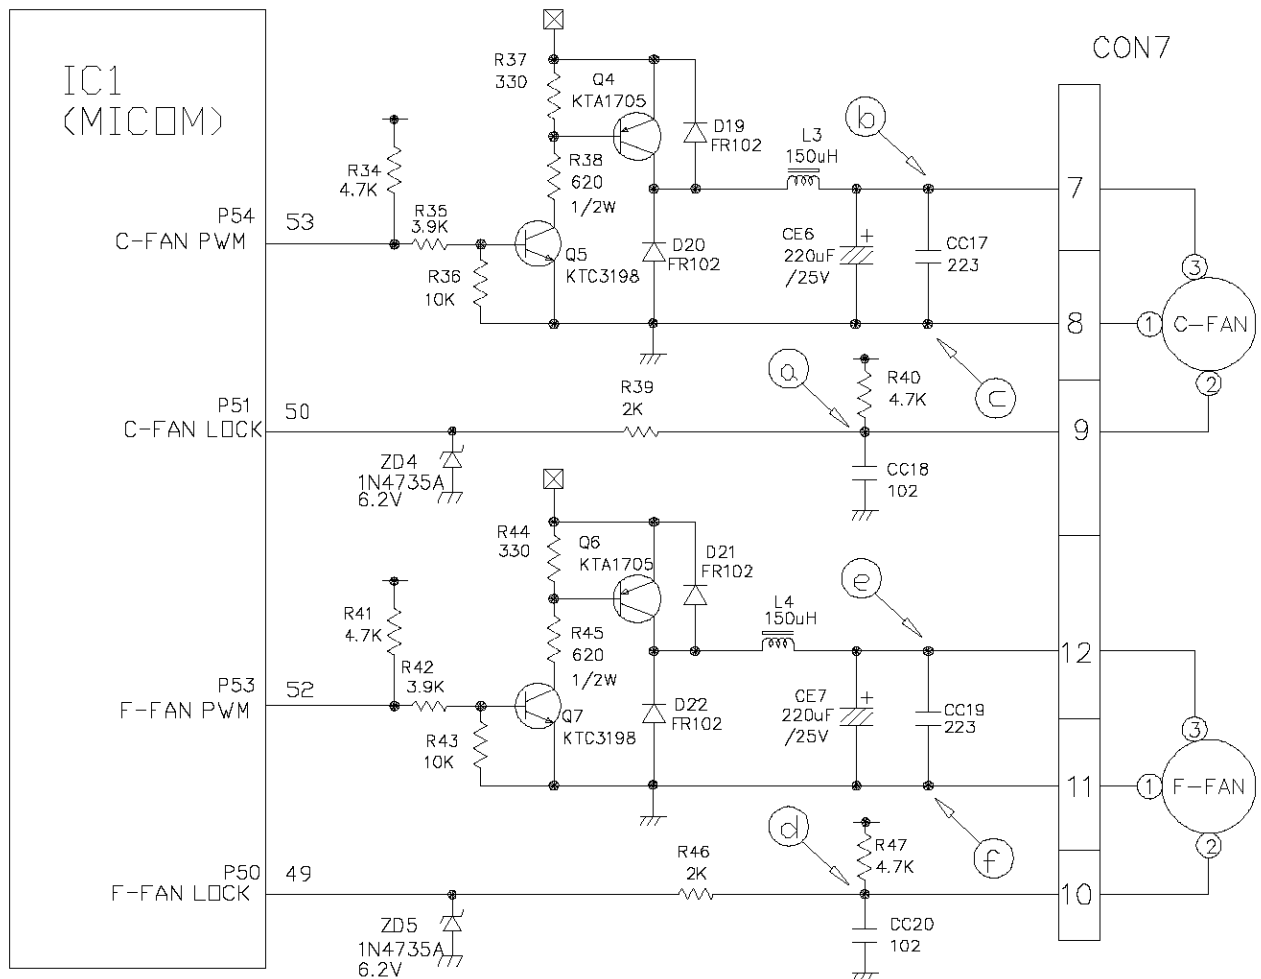 IC1
(MICOM)
CON7
R37
330
Q4
KTA1705
D19
FR102
L3
150uH
b
R34
4.7K
R38
620
1/2W
7
P54
53
C-FAN PWM
R35
3.9K
R36
10K
Q5
KTC3198
D20
FR102
CE6
+
220uF
/25V
CC17
223
3
8
1
C-FAN
2
a
c
R39
2K
R40
4.7K
P51
50
C-FAN LOCK
9
ZD4
1N4735A
6.2V
CC18
102
R44
330
Q6
KTA1705
D21
FR102
e
L4
150uH
R41
4.7K
R45
620
1/2W
12
P53
52
F-FAN PWM
R42
3.9K
R43
10K
Q7
KTC3198
D22
FR102
CE7
+
220uF
/25V
CC19
223
3
11
1
F-FAN
2
d
f
R46
2K
R47
4.7K
P50
49
F-FAN LOCK
10
ZD5
1N4735A
6.2V
DC20
102